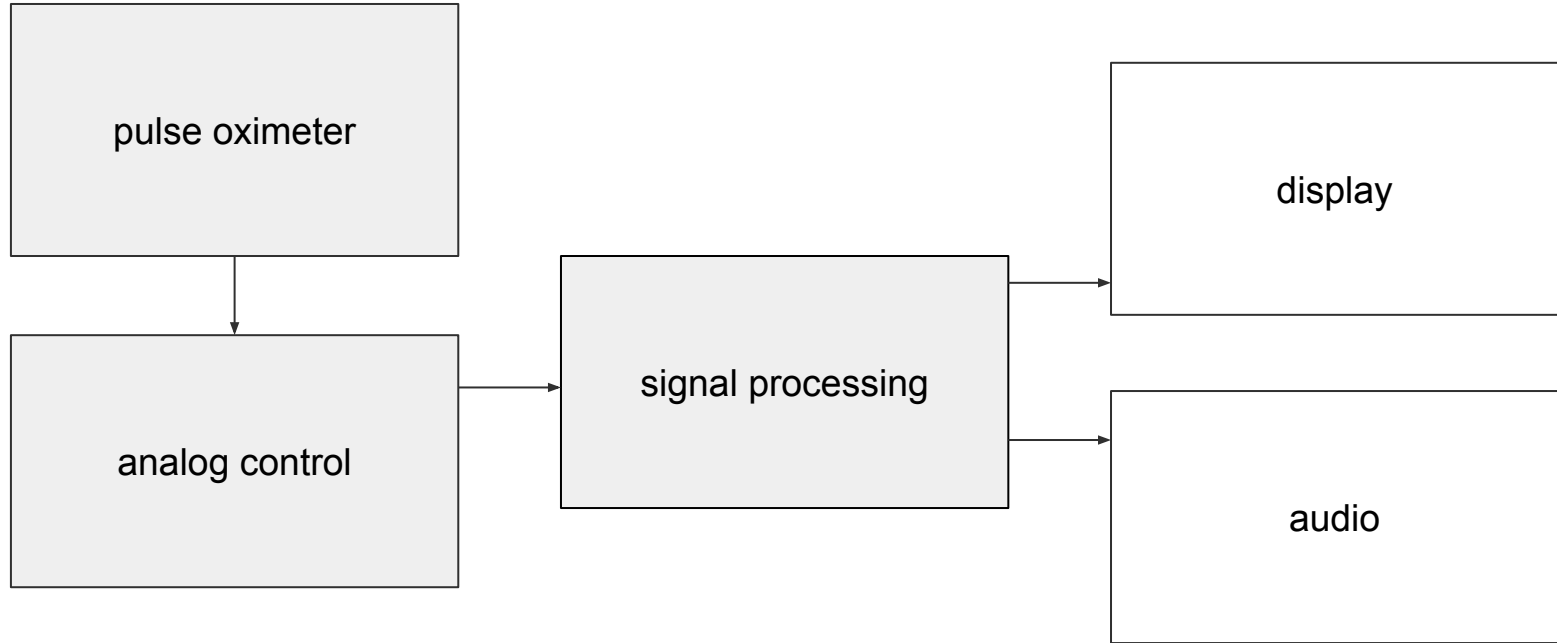 pulse oximeter
analog control
signal processing
display
audio